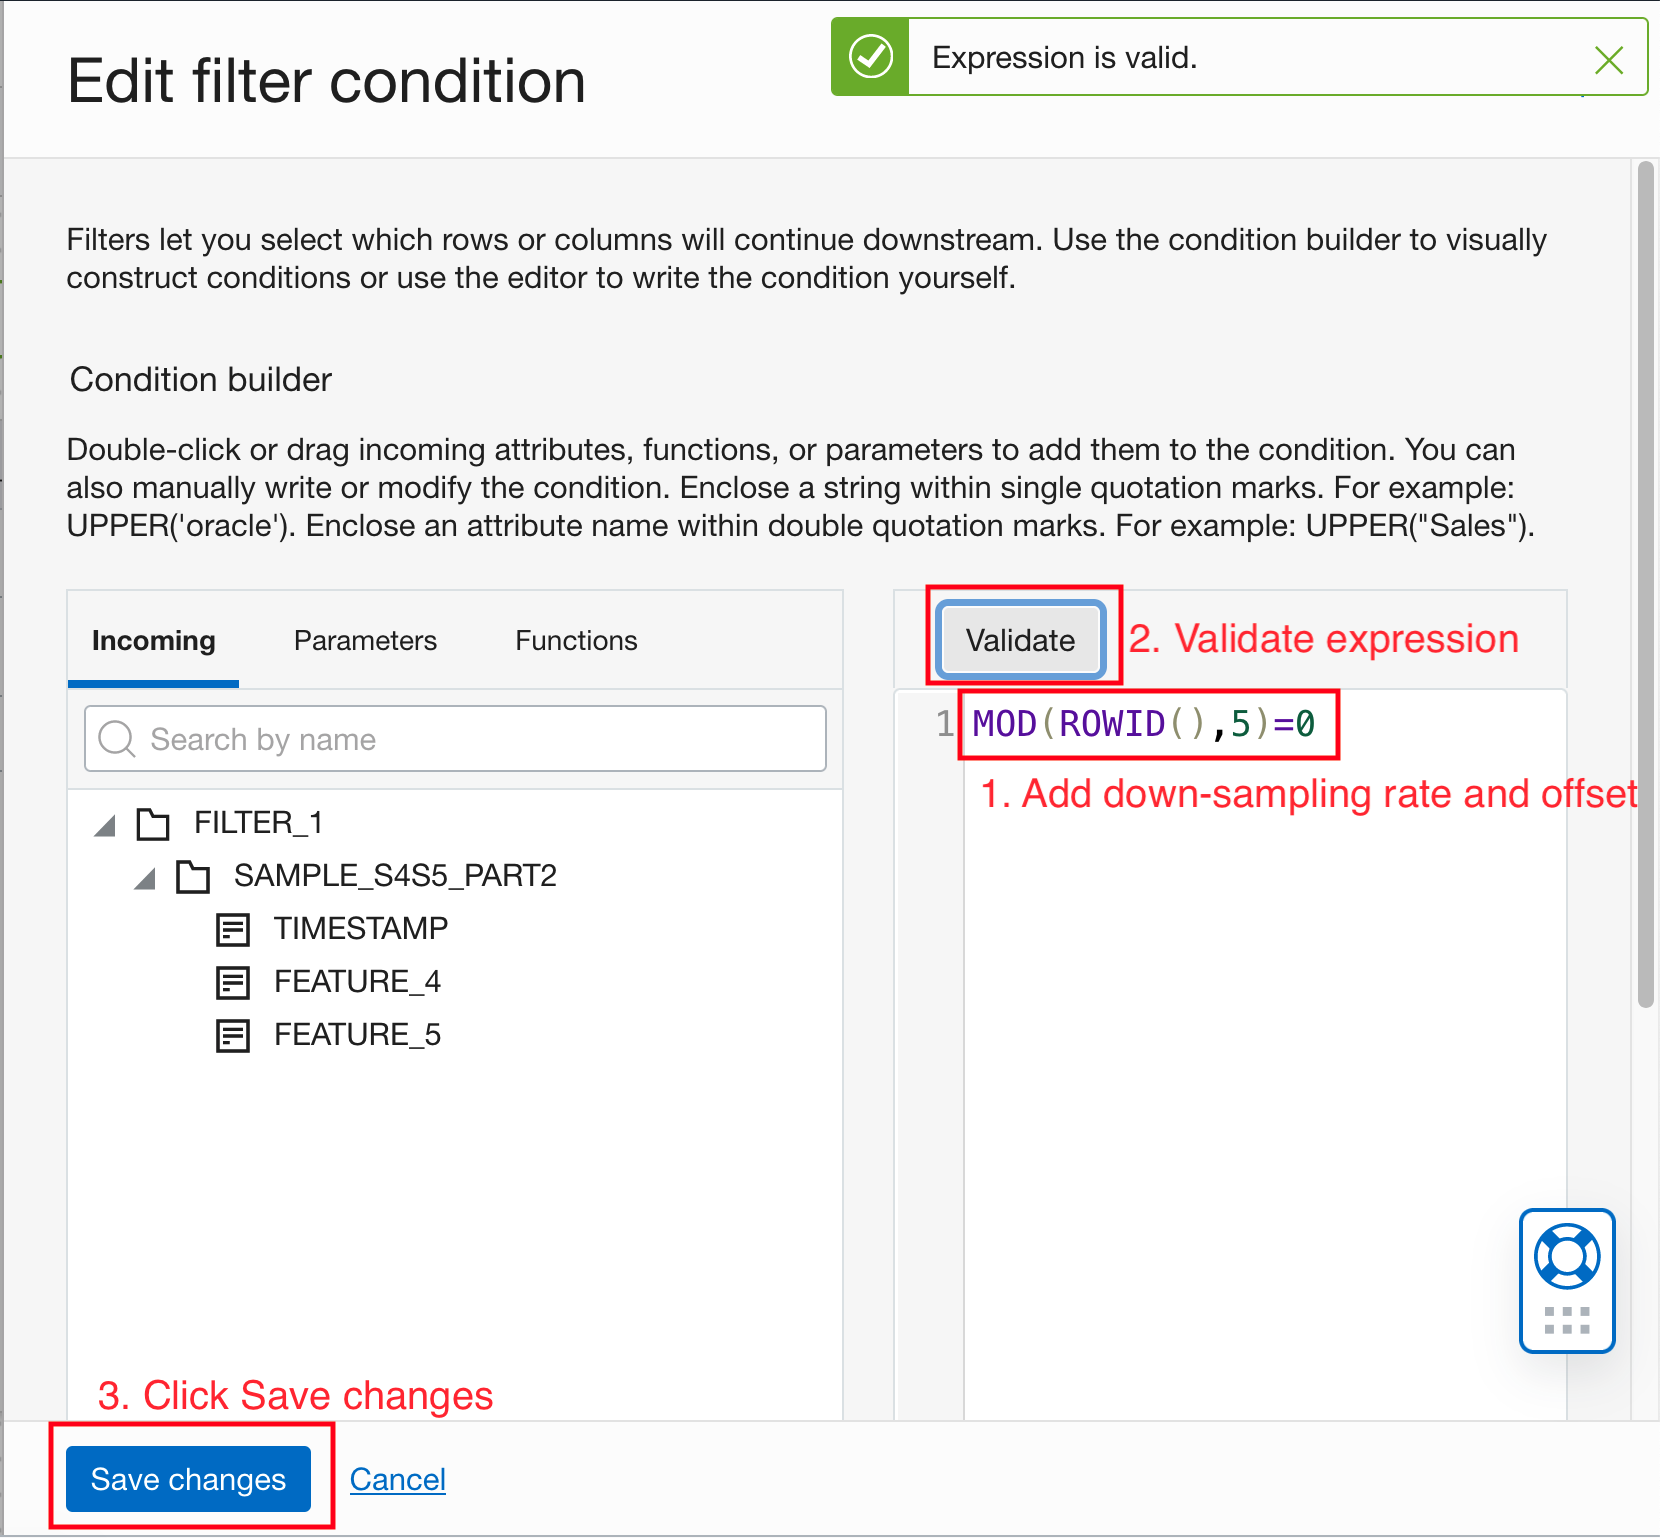 Edit filter condition
Expression is valid.
Filters let you select which rows or columns will continue downstream. Use the condition builder to visually
construct conditions or use the editor to write the condition yourself.
Condition builder
Double-click or drag incoming attributes, functions, or parameters to add them to the condition. You can
also manually write or modify the condition. Enclose a string within single quotation marks. For example:
UPPER('oracle'). Enclose an attribute name within double quotation marks. For example: UPPER("Sales").
Incoming Parameters Functions
Search by name
FILTER_1
SAMPLE_S4S5_PART2
TIMESTAMP
FEATURE_4
FEATURE_5
Validate 2. Validate expression
1 MOD(ROWID(),5)=0
1. Add down-sampling rate and offset
3. Click Save changes
Save changes Cancel